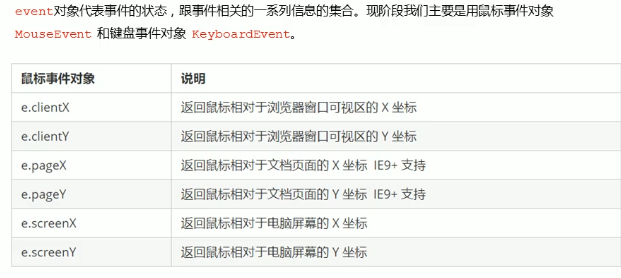 event对象代表事件的状态，跟事件相关的一系列信息的集合。现阶段我们主要是用鼠标事件对象
MouseEvent 和键盘事件对象 KeyboardEvent。
鼠标事件对象 说明
e.clientX 返回鼠标相对于浏览器窗口可视区的 X 坐标
e.clientY 返回鼠标相对于浏览器窗口可视区的 Y 坐标
e.pageX 返回鼠标相对于文档页面的 X 坐标 IE9+ 支持
e.pageY 返回鼠标相对于文档页面的 Y 坐标 IE9+ 支持
e.screenX 返回鼠标相对于电脑屏幕的 X 坐标
e.screenY 返回鼠标相对于电脑屏幕的 Y 坐标